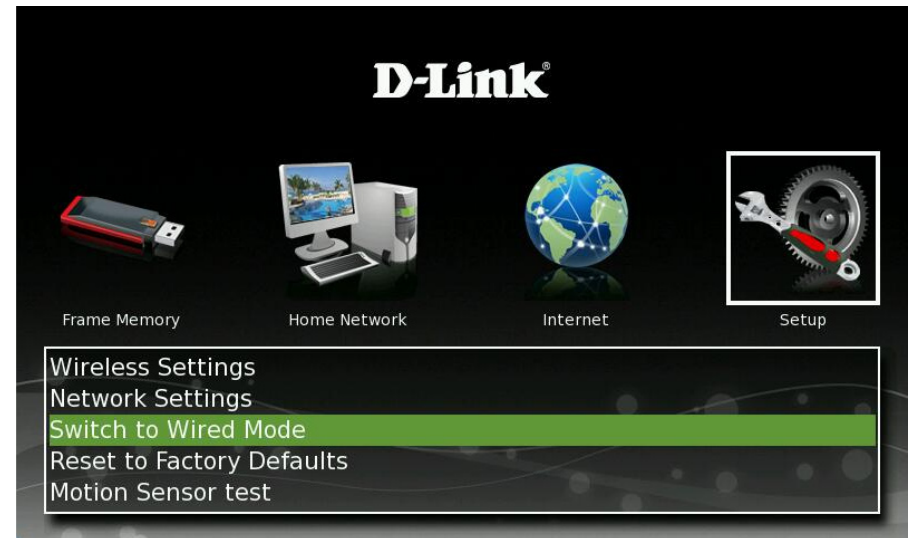 D-Link®
Frame Memory
Home Network
Internet
Setup
Wireless Settings
Network Settings
Switch to Wired Mode
Reset to Factory Defaults
Motion Sensor test